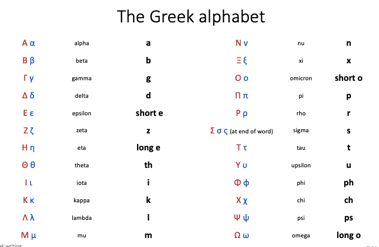 The Greek alphabet
Α α alpha a
Β β beta b
Γ γ gamma g
Δ δ delta d
Ε ε epsilon short e
Ζ ζ zeta z
Η η eta long e
Θ θ theta th
Ι ι iota i
Κ κ kappa k
Λ λ lambda l
Μ μ mu m
Ν ν nu n
Ξ ξ xi x
Ο ο omicron short o
Π π pi p
Ρ ρ rho r
Σ σ ς (at end of word) sigma s
Τ τ tau t
Υ υ upsilon u
Φ ϕ phi ph
Χ χ chi ch
Ψ ψ psi ps
Ω ω omega long o